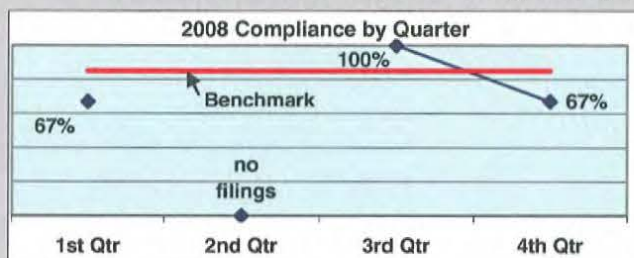 2008 Compliance by Quarter
100%
Benchmark
67%
67%
no
filings
1st Qtr 2nd Qtr 3rd Qtr 4th Qtr